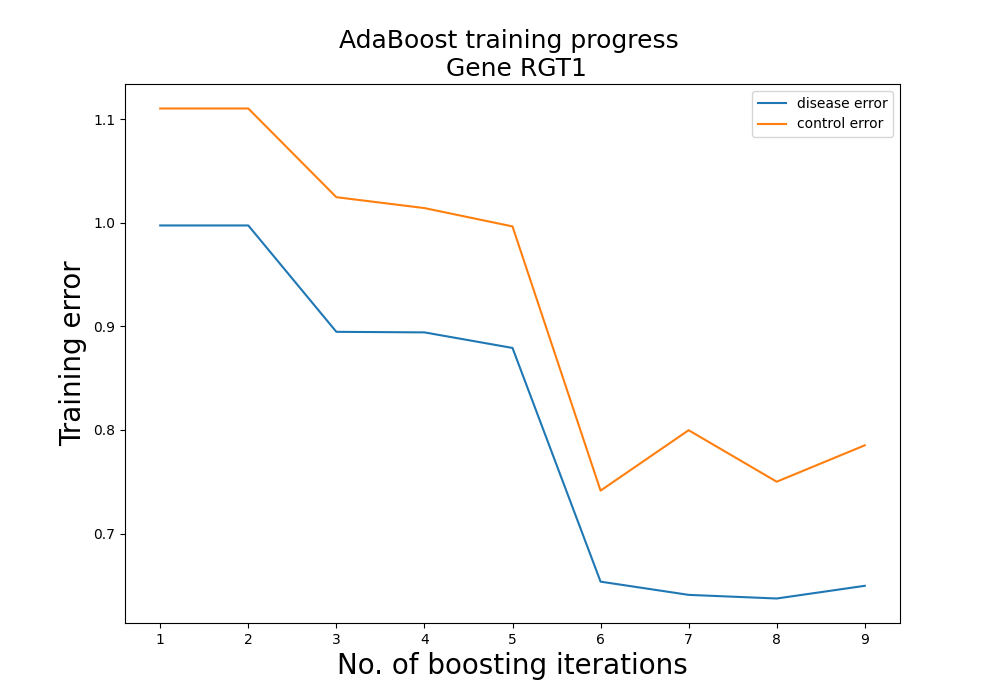 AdaBoost training progress
Gene RGT1
disease error
control error
1.1
1.0
0.9
0.8
0.7
Training error
1 2 3 4 5 6 7 8 9
No. of boosting iterations